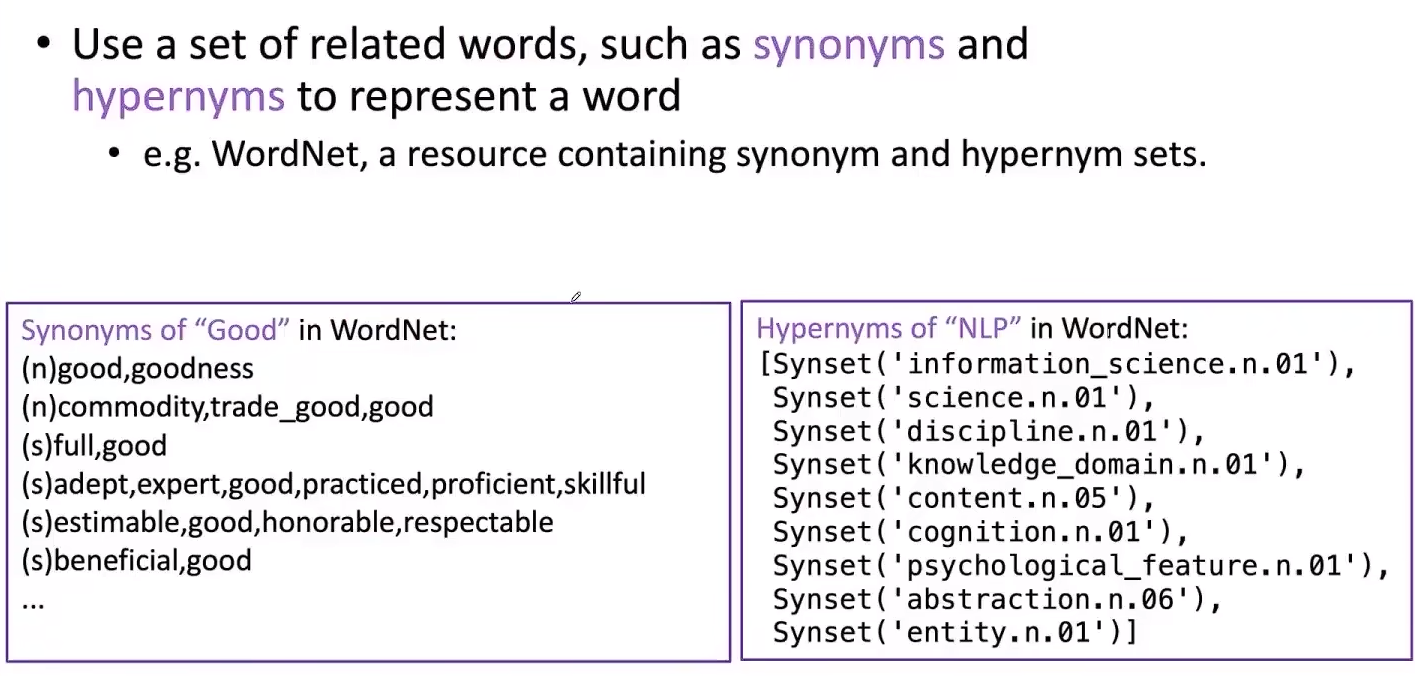 • Use a set of related words, such as synonyms and
hypernyms to represent a word
• e.g. WordNet, a resource containing synonym and hypernym sets.
Synonyms of “Good” in WordNet:
(n)good,goodness
(n)commodity,trade_good,good
(s)full,good
(s)adept,expert,good,practiced,proficient,skillful
(s)estimable,good,honorable,respectable
(s)beneficial,good
...
Hypernyms of “NLP” in WordNet:
[Synset('information_science.n.01'),
Synset('science.n.01'),
Synset('discipline.n.01'),
Synset('knowledge_domain.n.01'),
Synset('content.n.05'),
Synset('cognition.n.01'),
Synset('psychological_feature.n.01'),
Synset('abstraction.n.06'),
Synset('entity.n.01')]